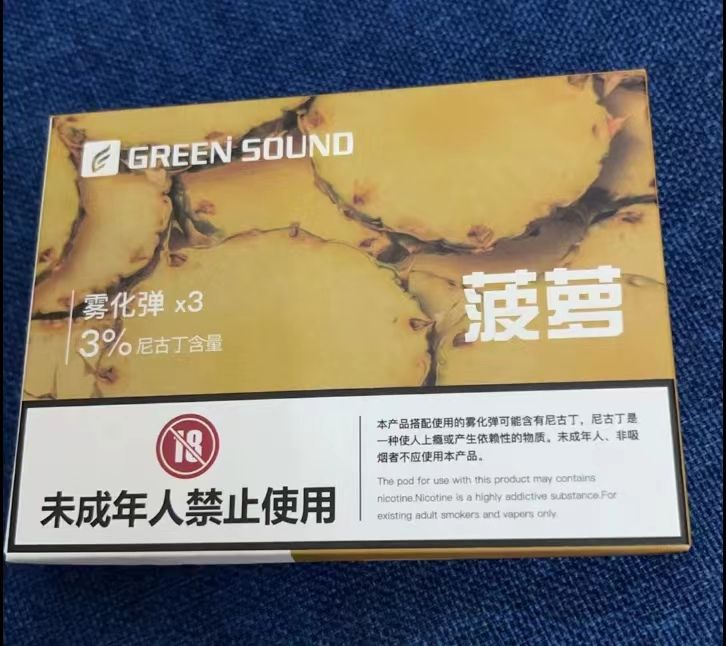 GREEN SOUND
雾化弹 x3
3% 尼古丁含量
菠萝
18
未成年人禁止使用
本产品搭配使用的雾化弹可能含有尼古丁，尼古丁是
一种使人上瘾或产生依赖性的物质。未成年人、非吸
烟者不应使用本产品。
The pod for use with this product may contains
nicotine.Nicotine is a highly addictive substance.For
existing adult smokers and vapers only.